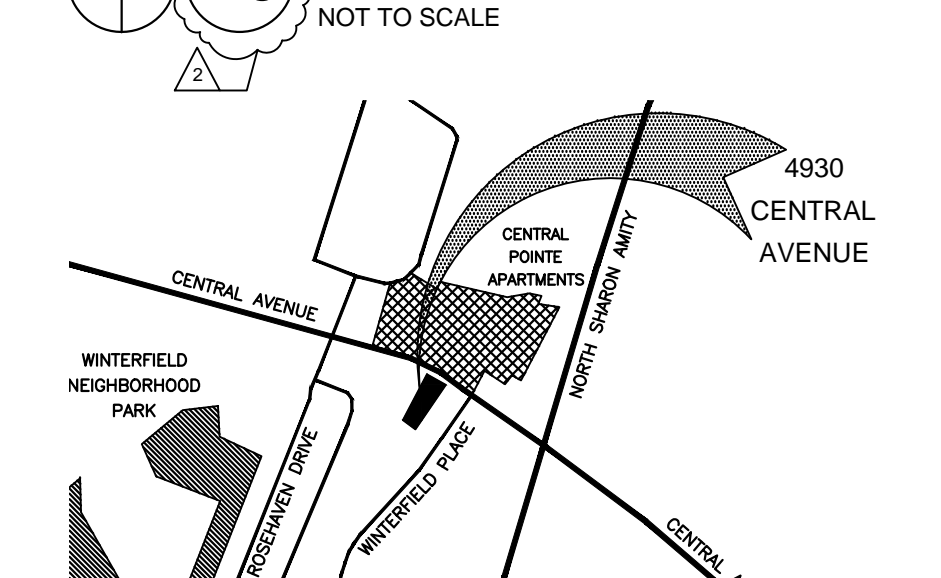 NOT TO SCALE
2
4930
CENTRAL
AVENUE
CENTRAL
POINTE
APARTMENTS
NORTH SHARON AMITY
CENTRAL AVENUE
WINTERFIELD
NEIGHBORHOOD
PARK
ROSEHAVEN DRIVE
WINTERFIELD PLACE
CENTRAL